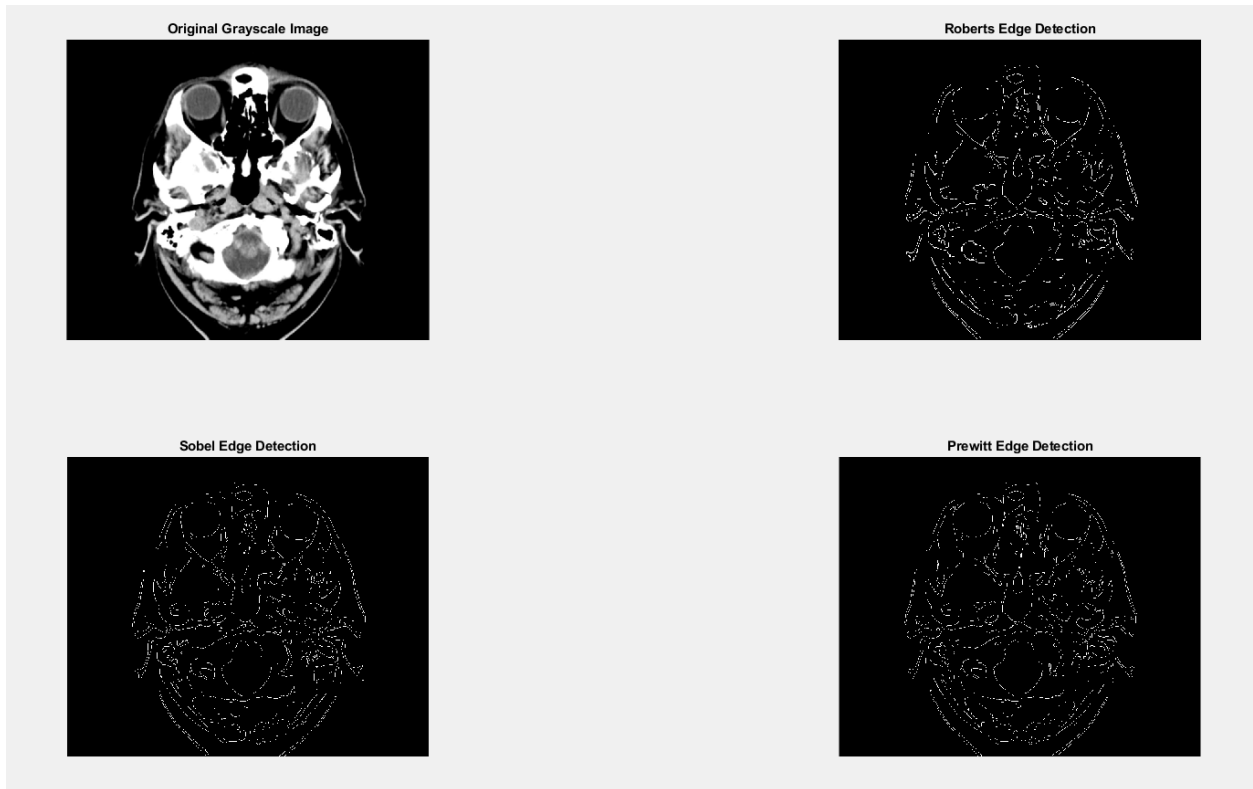 Original Grayscale Image
Roberts Edge Detection
Sobel Edge Detection
Prewitt Edge Detection